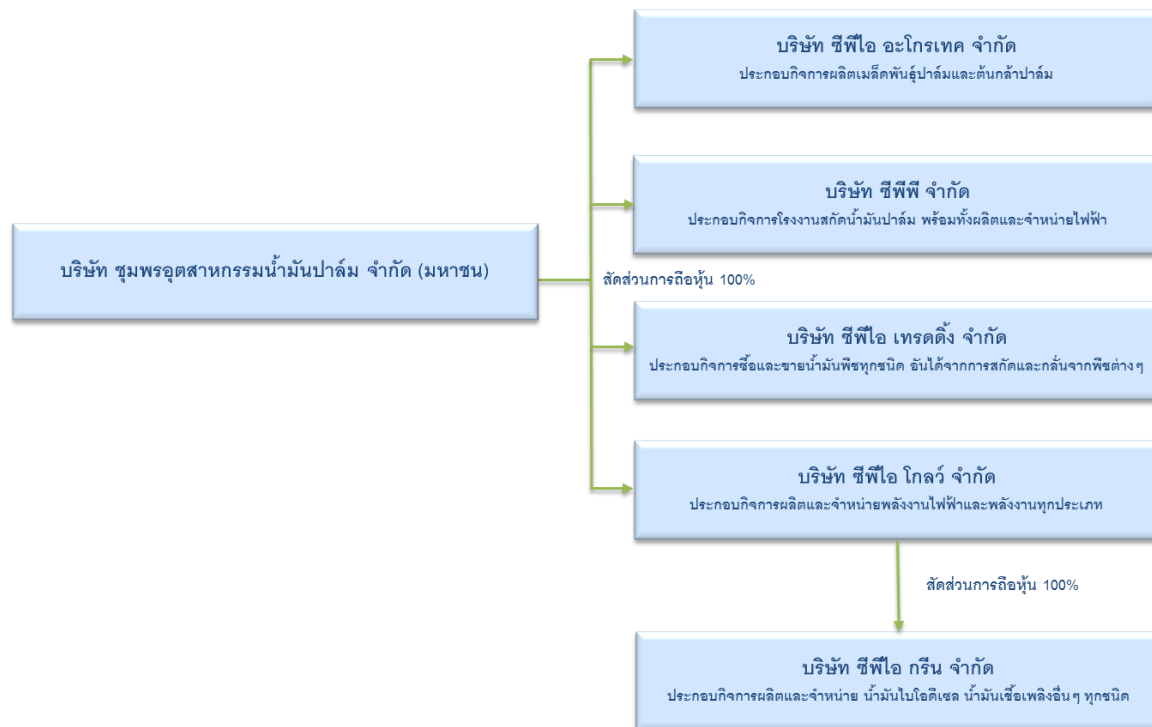 บริษัท ซีพีไอ อะโกรเทค จำกัด
ประกอบกิจการผลิตเมล็ดพันธุ์ปาล์มและต้นกล้าปาล์ม
บริษัท ซีพีพี จำกัด
ประกอบกิจการโรงงานสกัดน้ำมันปาล์ม พร้อมทั้งผลิตและจำหน่ายไฟฟ้า
บริษัท ชุมพรอุตสาหกรรมน้ำมันปาล์ม จำกัด (มหาชน)
สัดส่วนการถือหุ้น 100%
บริษัท ซีพีไอ เทรดดิ้ง จำกัด
ประกอบกิจการซื้อและขายน้ำมันพืชทุกชนิด อันได้จากการสกัดและกลั่นจากพืชต่างๆ
บริษัท ซีพีไอ โกลว์ จำกัด
ประกอบกิจการผลิตและจำหน่ายพลังงานไฟฟ้าและพลังงานทุกประเภท
สัดส่วนการถือหุ้น 100%
บริษัท ซีพีไอ กรีน จำกัด
ประกอบกิจการผลิตและจำหน่าย น้ำมันไบโอดีเซล น้ำมันเชื้อเพลิงอื่นๆ ทุกชนิด